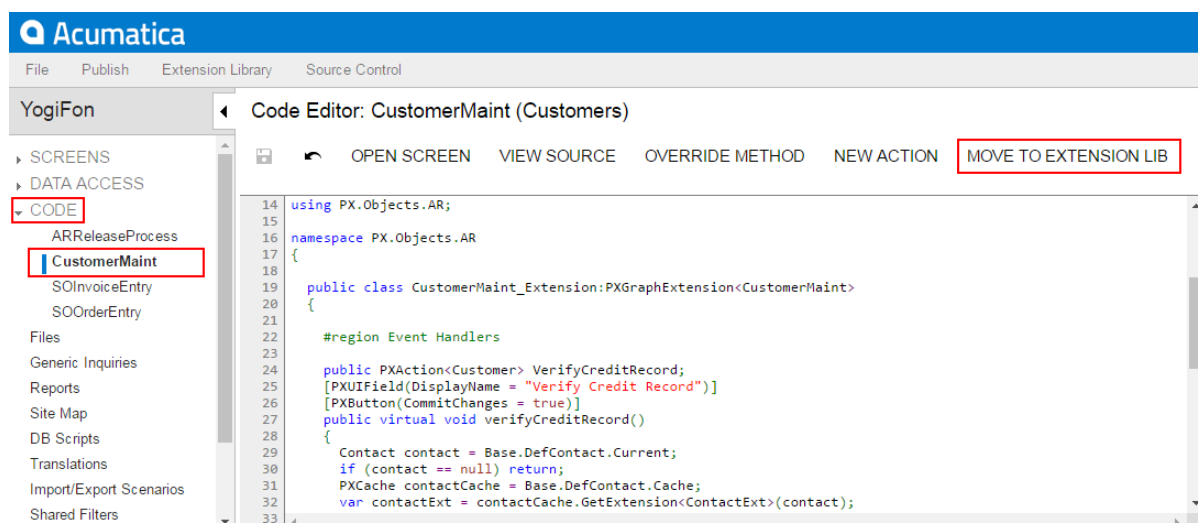 Acumatica
File Publish Extension Library Source Control
YogiFon
Code Editor: CustomerMaint (Customers)
OPEN SCREEN VIEW SOURCE OVERRIDE METHOD NEW ACTION MOVE TO EXTENSION LIB
SCREENS
DATA ACCESS
CODE
ARReleaseProcess
CustomerMaint
SOInvoiceEntry
SOOrderEntry
Files
Generic Inquiries
Reports
Site Map
DB Scripts
Translations
Import/Export Scenarios
Shared Filters
14 using PX.Objects.AR;
15
16 namespace PX.Objects.AR
17 {
18
19 public class CustomerMaint_Extension:PXGraphExtension<CustomerMaint>
20 {
21
22 #region Event Handlers
23
24 public PXAction<Customer> VerifyCreditRecord;
25 [PXUIField(DisplayName = "Verify Credit Record")]
26 [PXButton(CommitChanges = true)]
27 public virtual void verifyCreditRecord()
28 {
29 Contact contact = Base.DefContact.Current;
30 if (contact == null) return;
31 PXCache contactCache = Base.DefContact.Cache;
32 var contactExt = contactCache.GetExtension<ContactExt>(contact);
33